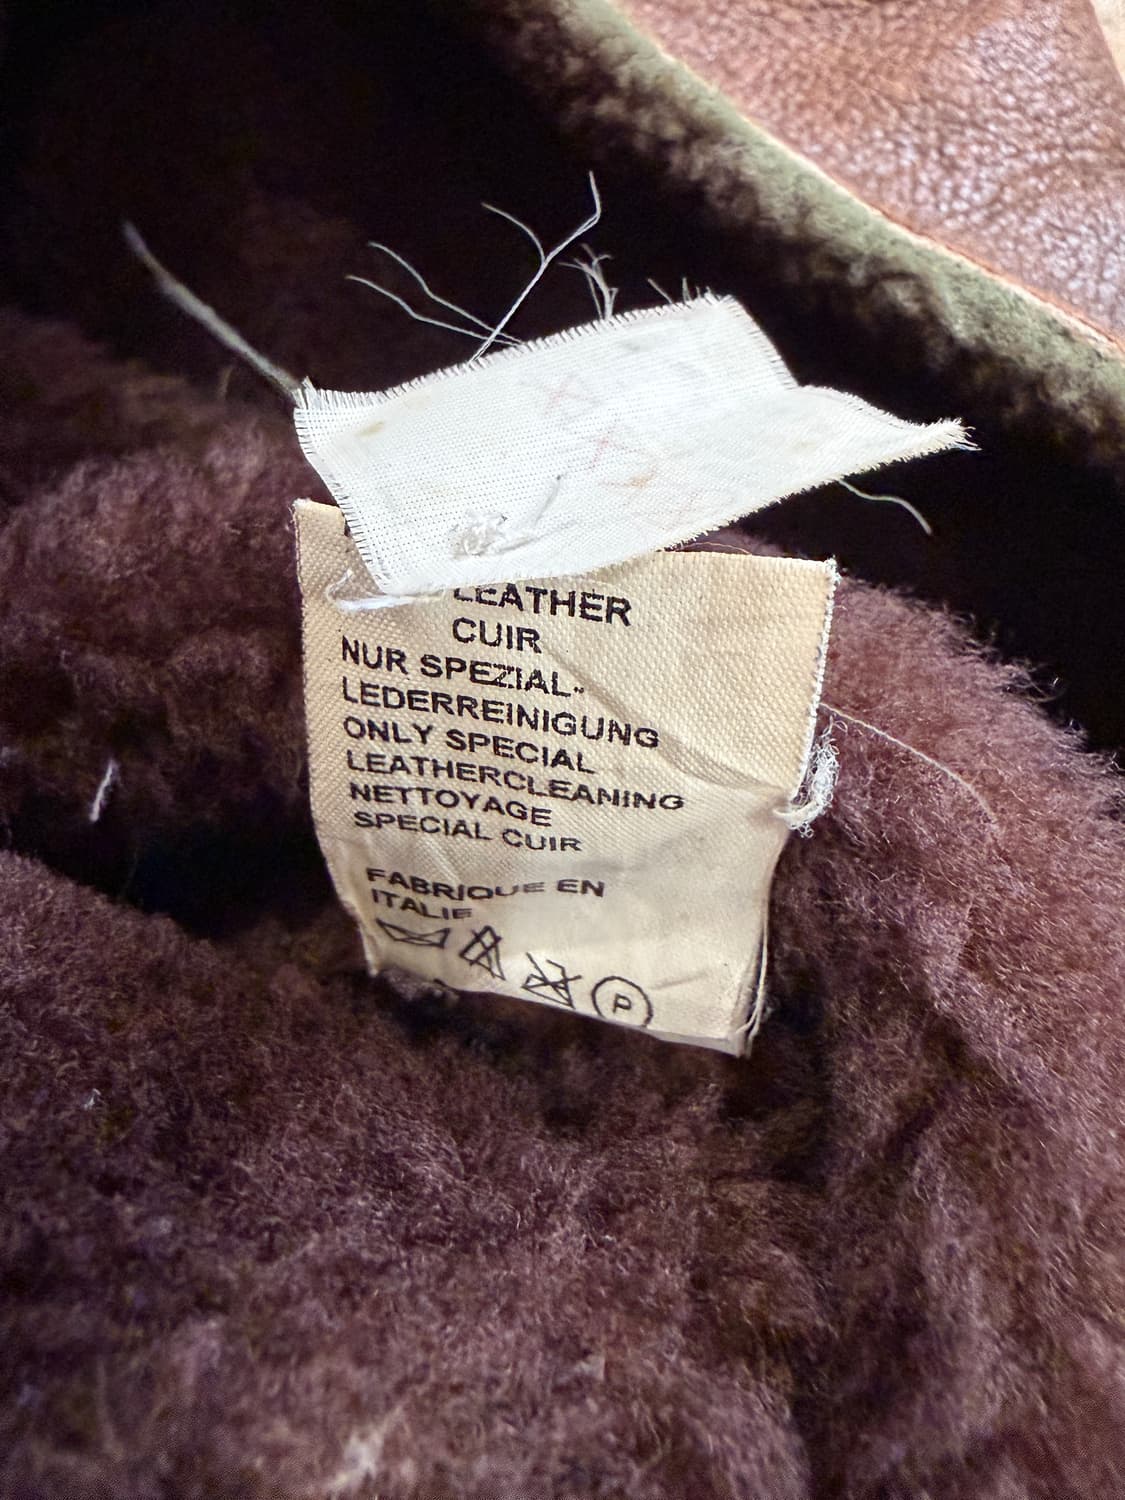 LEATHER
CUIR
NUR SPEZIAL-
LEDERREINIGUNG
ONLY SPECIAL
LEATHERCLEANING
NETTOYAGE
SPECIAL CUIR
FABRIQUE EN
ITALIE
P